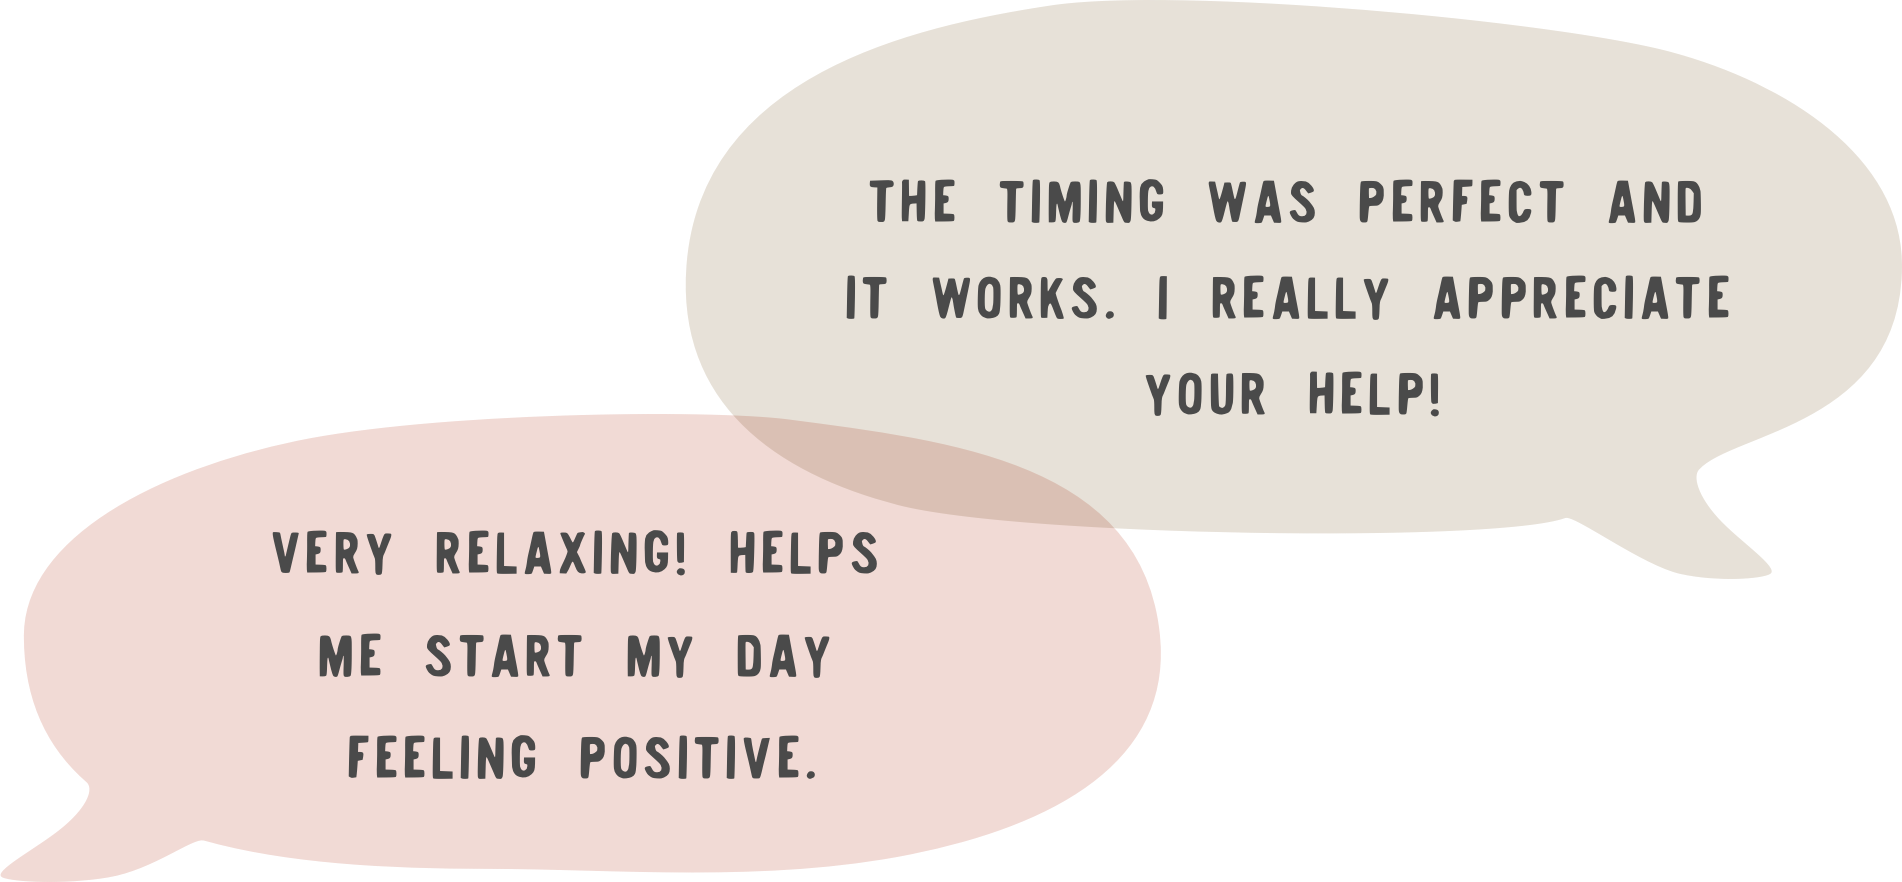 THE TIMING WAS PERFECT AND
IT WORKS. I REALLY APPRECIATE
YOUR HELP!
VERY RELAXING! HELPS
ME START MY DAY
FEELING POSITIVE.